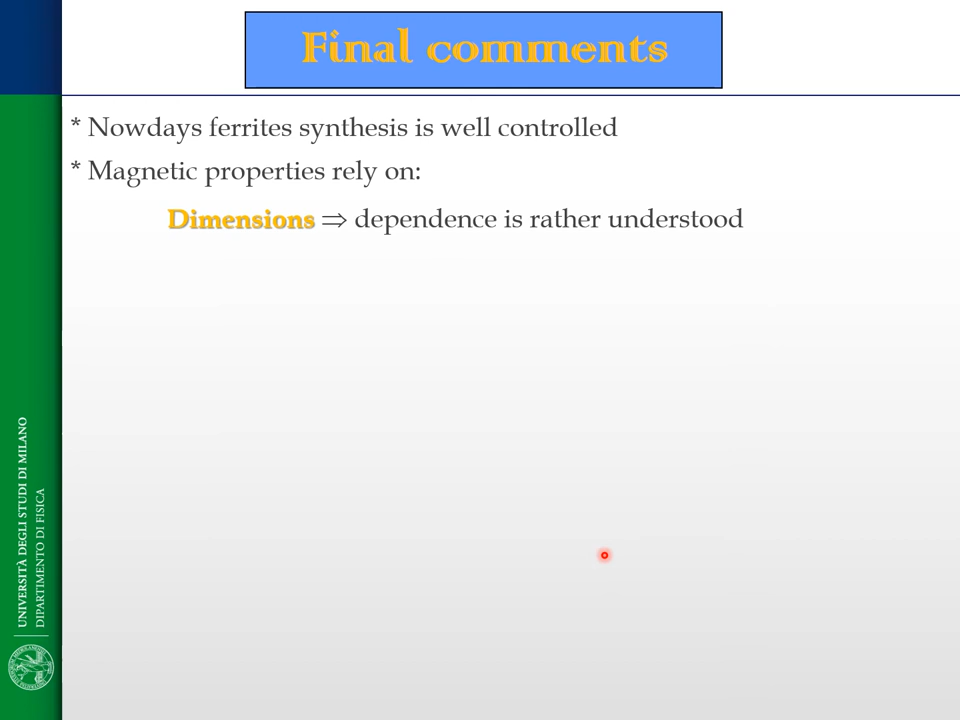 Final comments
* Nowdays ferrites synthesis is well controlled
* Magnetic properties rely on:
Dimensions ⇒ dependence is rather understood
UNIVERSITÀ DEGLI STUDI DI MILANO
DIPARTIMENTO DI FISICA